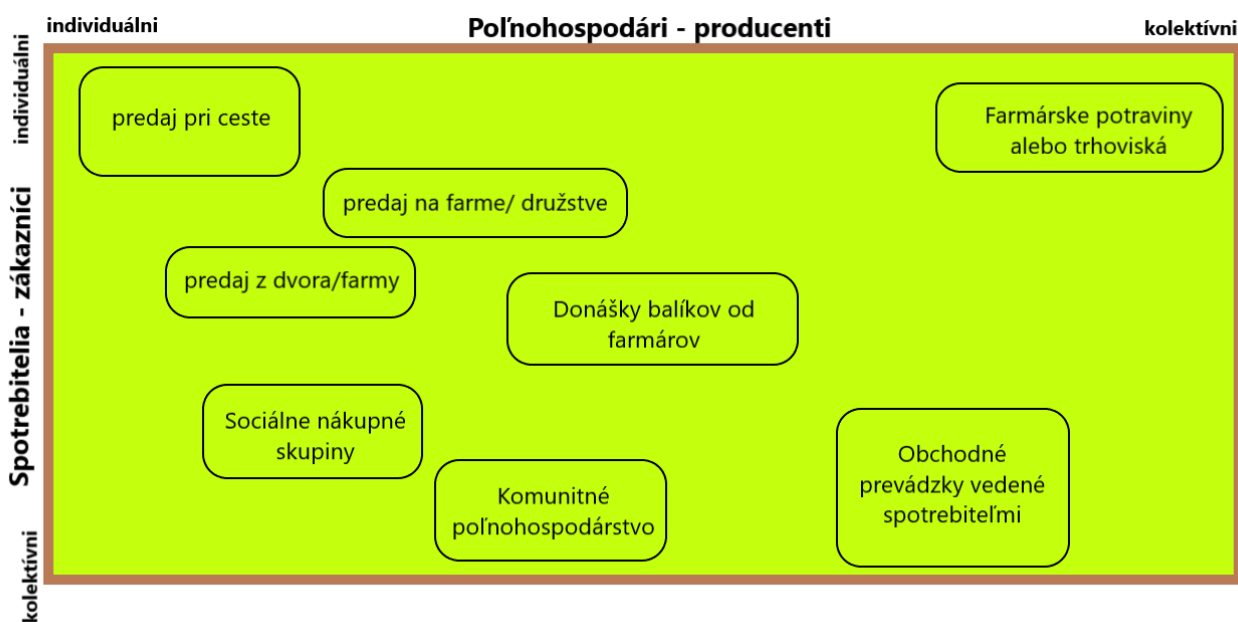 individuálni
Poľnohospodári - producenti
kolektívni
individuálni
Spotrebitelia - zákazníci
kolektívni
predaj pri ceste
Farmárske potraviny
alebo trhoviská
predaj na farme/ družstve
predaj z dvora/farmy
Donášky balíkov od
farmárov
Sociálne nákupné
skupiny
Komunitné
poľnohospodárstvo
Obchodné
prevádzky vedené
spotrebiteľmi